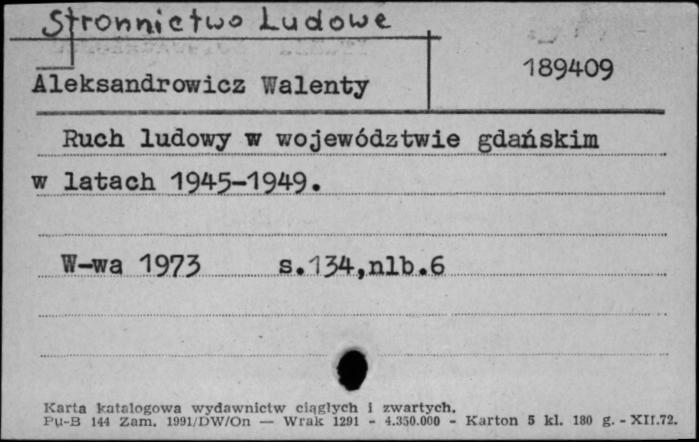 Stronnictwo Ludowe
189409
Aleksandrowicz Walenty
Ruch ludowy w województwie gdańskim
w latach 1945-1949.
W-wa 1973 s.134,nlb.6
Karta katalogowa wydawnictw ciągłych i zwartych.
Pu-B 144 Zam. 1991/DW/On — Wrak 1291 - 4.350.000 - Karton 5 kl. 180 g. - XII.72.